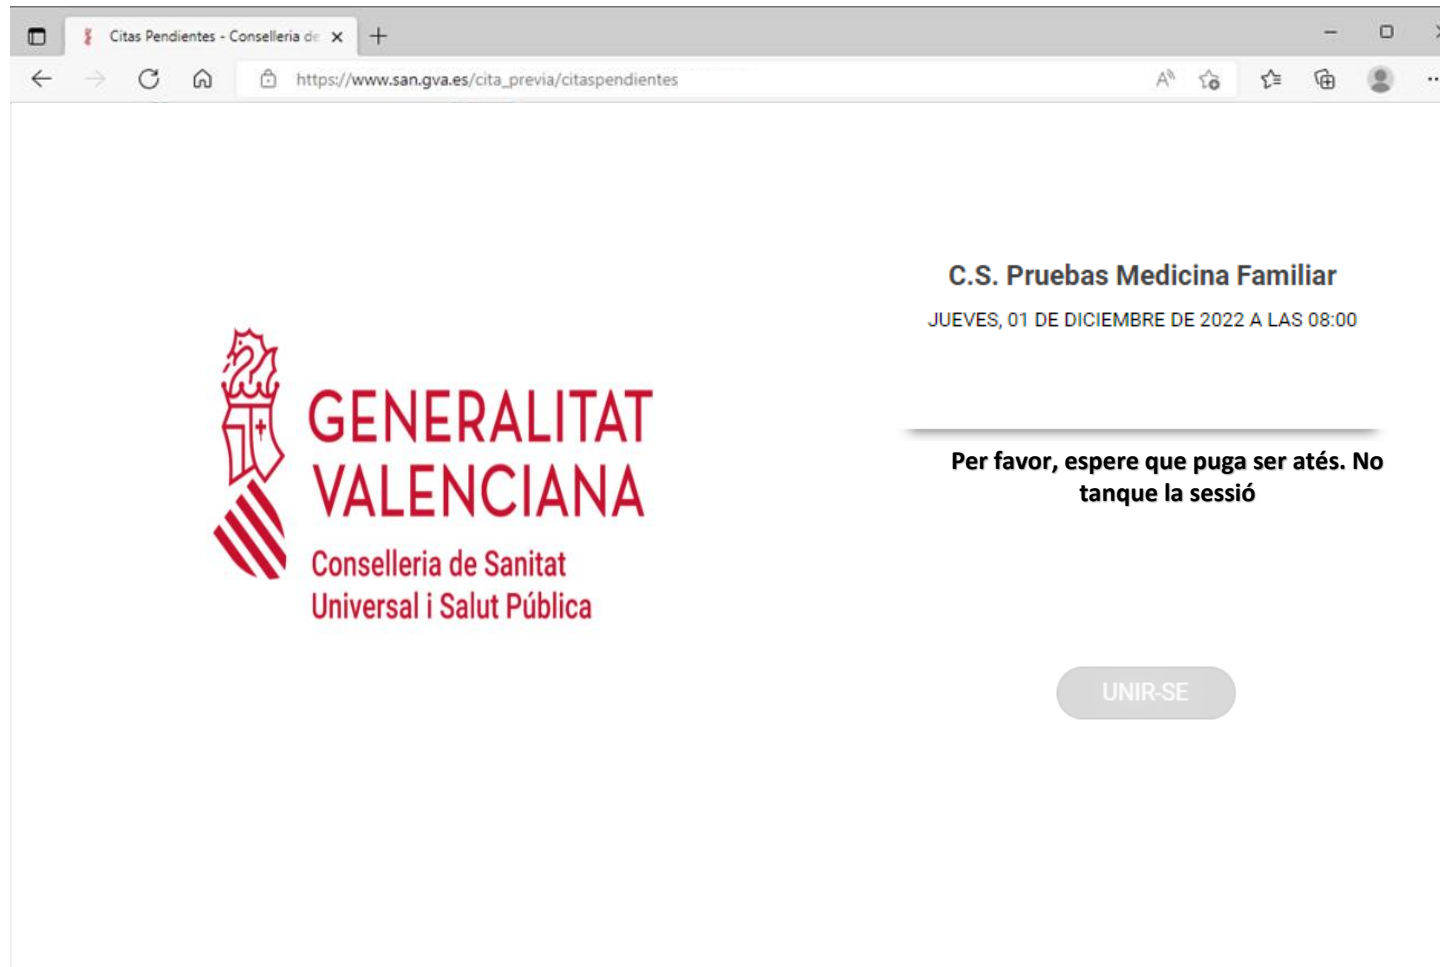 Citas Pendientes - Conselleria de
https://www.san.gva.es/cita_previa/citaspendientes
C.S. Pruebas Medicina Familiar
JUEVES, 01 DE DICIEMBRE DE 2022 A LAS 08:00
GENERALITAT
VALENCIANA
Conselleria de Sanitat
Universal i Salut Pública
Per favor, espere que puga ser atés. No
tanque la sessió
UNIR-SE